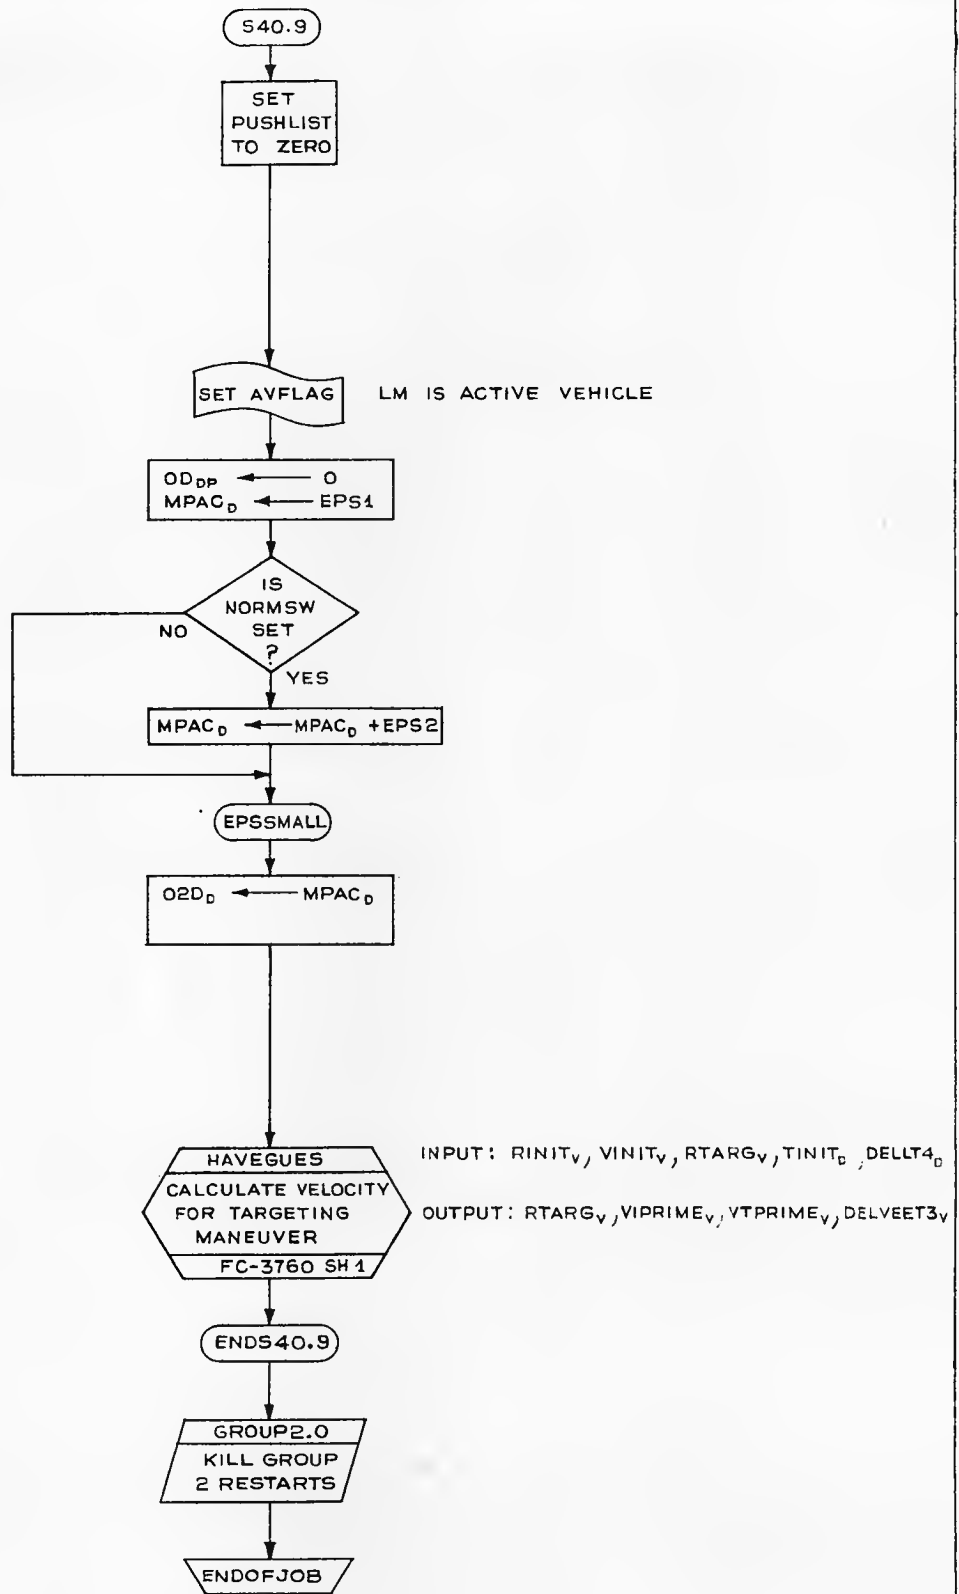 S40.9
SET
PUSHLIST
TO ZERO
SET AVFLAG LM IS ACTIVE VEHICLE
OD_DP ← O
MPAC_D ← EPS1
IS
NORMSW
SET
?
NO
YES
MPAC_D ← MPAC_D +EPS2
EPSSMALL
O2D_D ← MPAC_D
HAVEGUES
INPUT: RINIT_V, VINIT_V, RTARG_V, TINIT_D, DELLT4_D
CALCULATE VELOCITY
FOR TARGETING
MANEUVER
OUTPUT: RTARG_V, VIPRIME_V, VTPRIME_V, DELVEET3_V
FC-3760 SH1
ENDS40.9
GROUP2.0
KILL GROUP
2 RESTARTS
ENDOFJOB